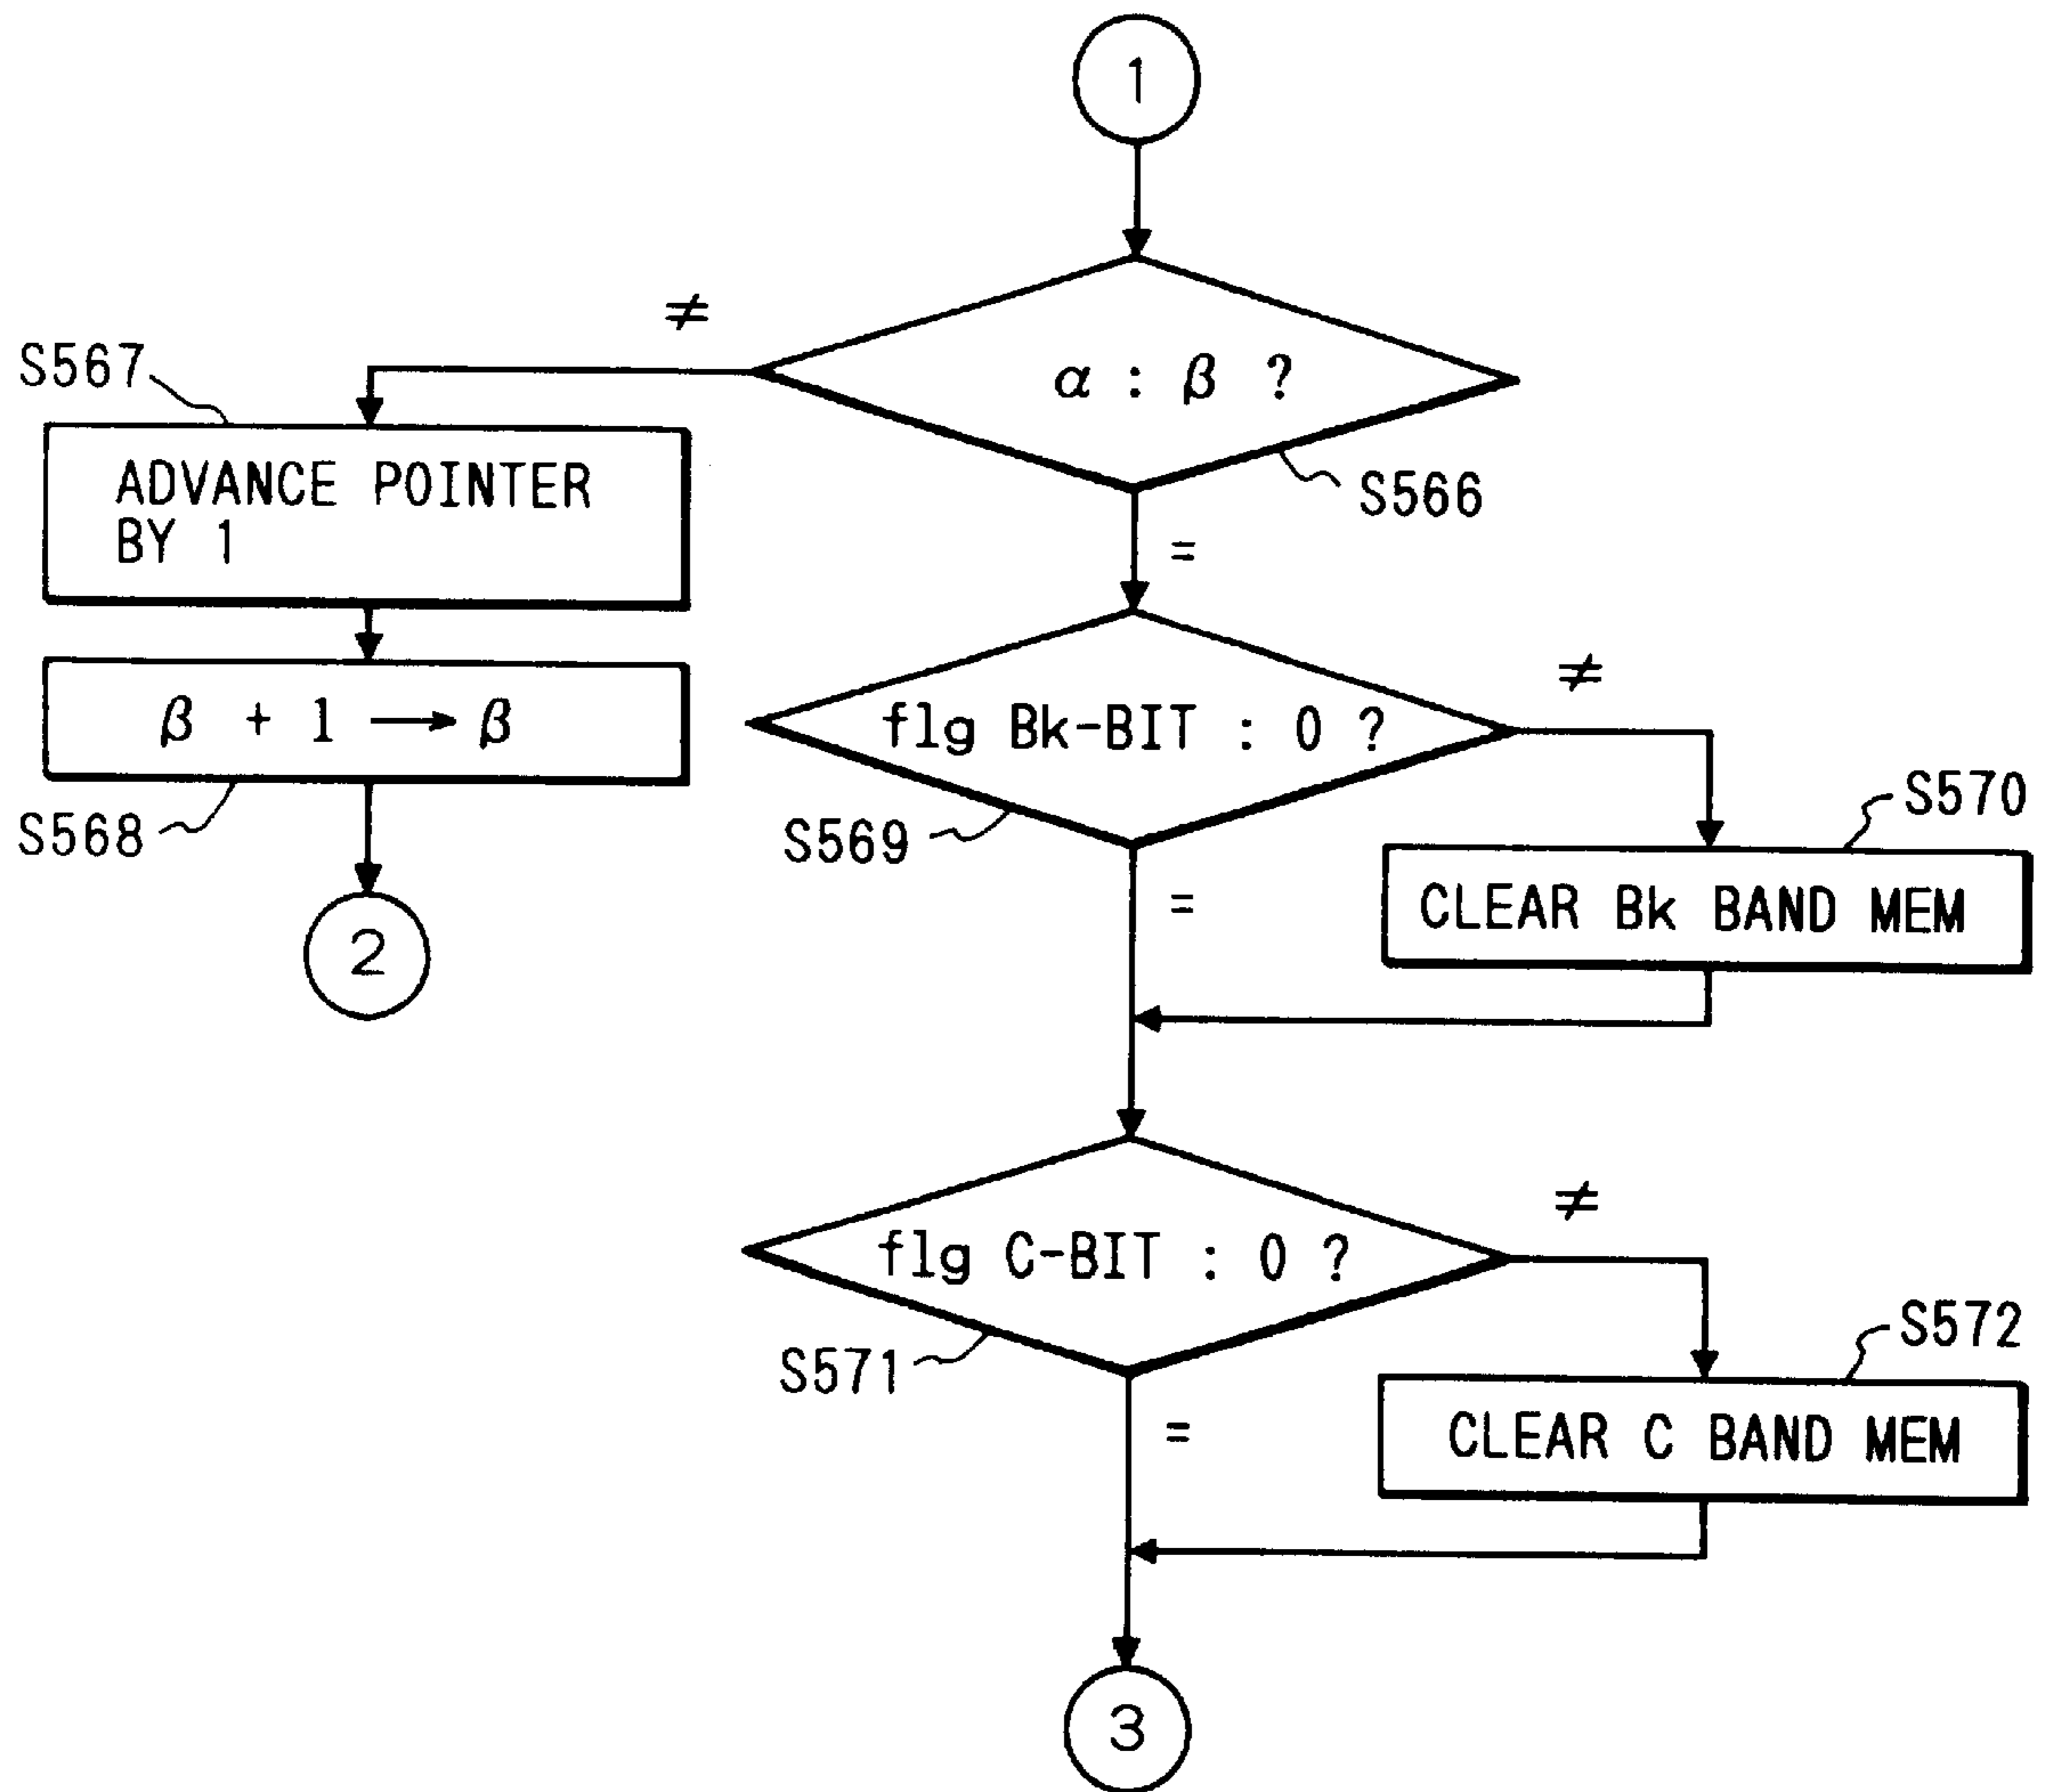 1
≠
α : β ?
S567
S566
ADVANCE POINTER
BY 1
=
≠
β + 1 → β
flg Bk-BIT : 0 ?
S570
S568
S569
CLEAR Bk BAND MEM
=
2
≠
flg C-BIT : 0 ?
S572
S571
=
CLEAR C BAND MEM
3